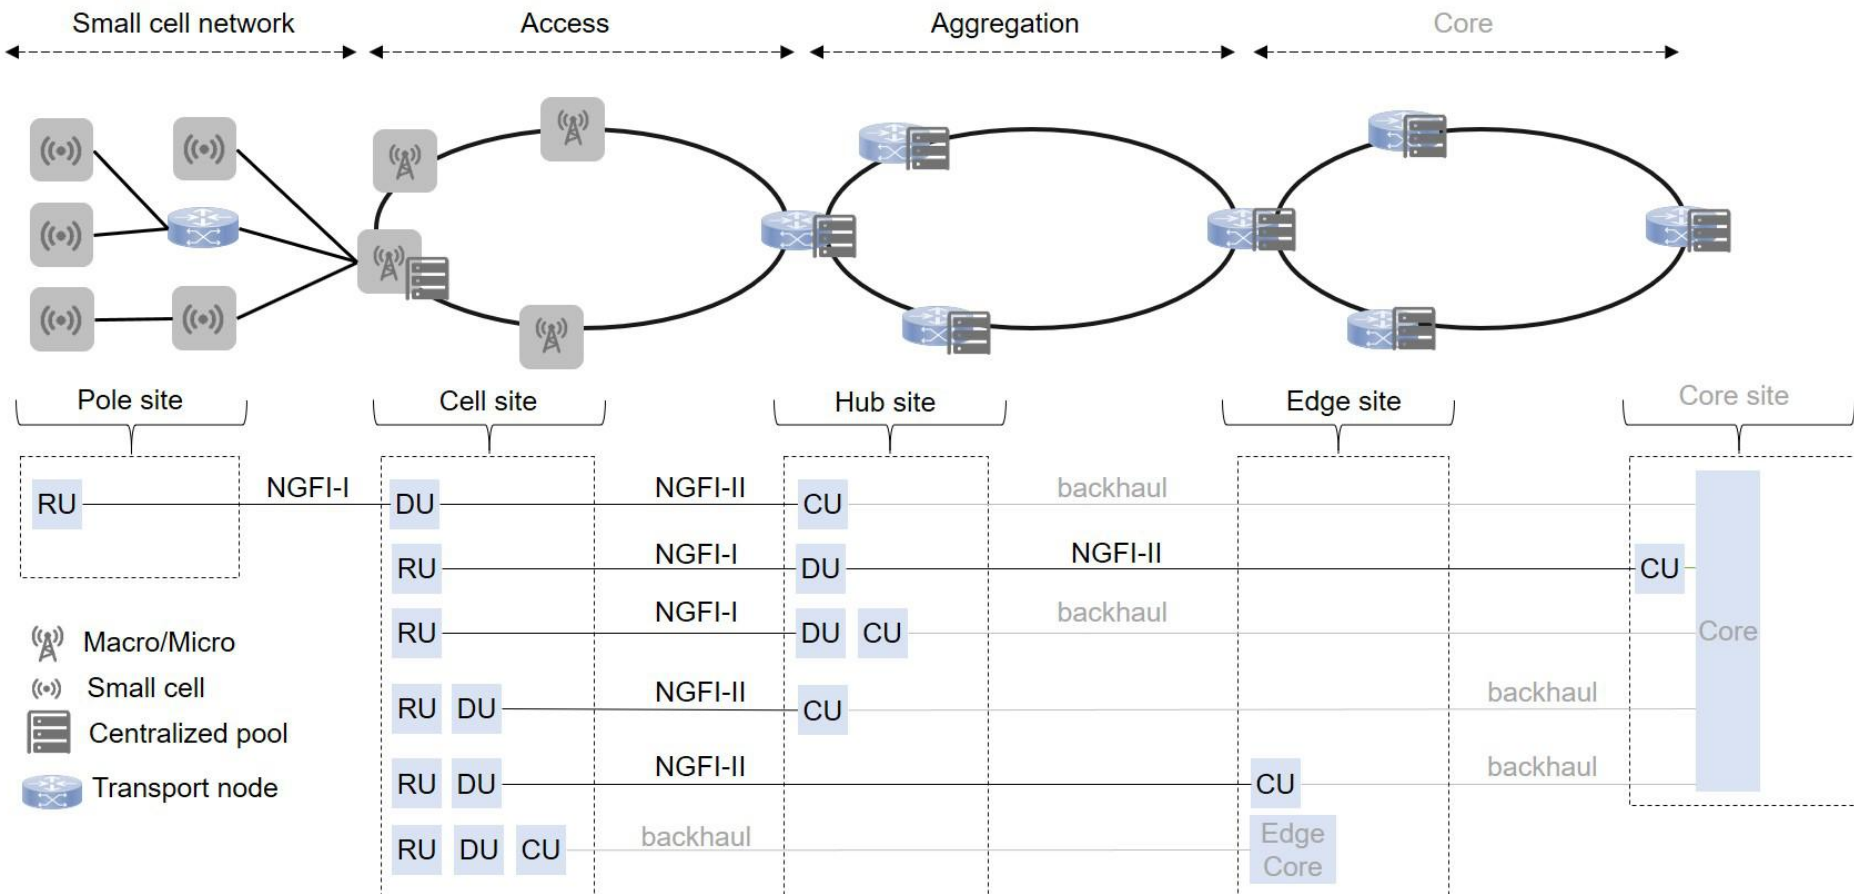 Small cell network Access Aggregation Core
Pole site Cell site Hub site Edge site Core site
RU NGFI-I DU NGFI-II CU backhaul
RU NGFI-I DU NGFI-II CU
RU NGFI-I DU CU backhaul Core
Macro/Micro
Small cell
RU DU NGFI-II CU backhaul
Centralized pool
RU DU NGFI-II CU backhaul
Transport node
RU DU CU backhaul Edge
Core